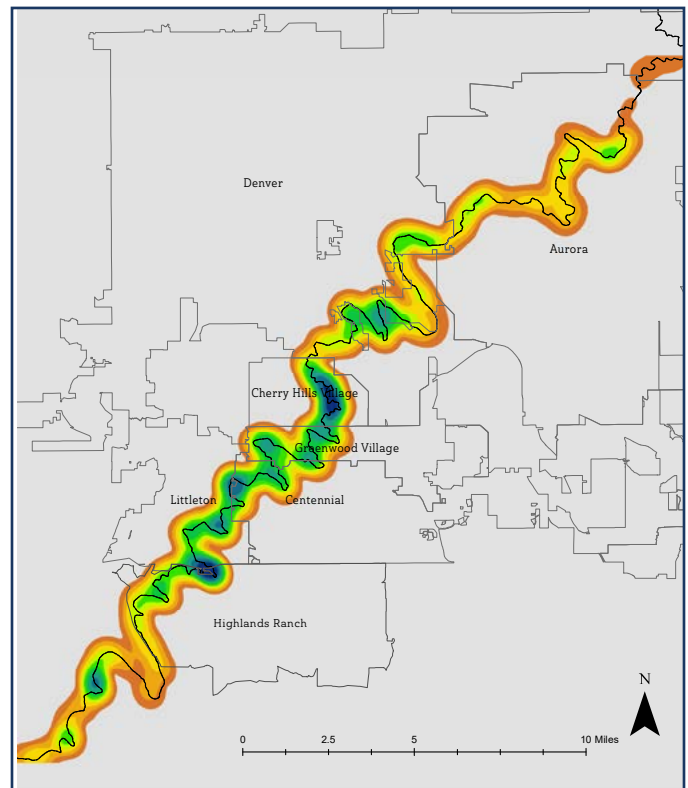 Denver
Aurora
Cherry Hills Village
Greenwood Village
Littleton
Centennial
Highlands Ranch
N
0 2.5 5 10 Miles